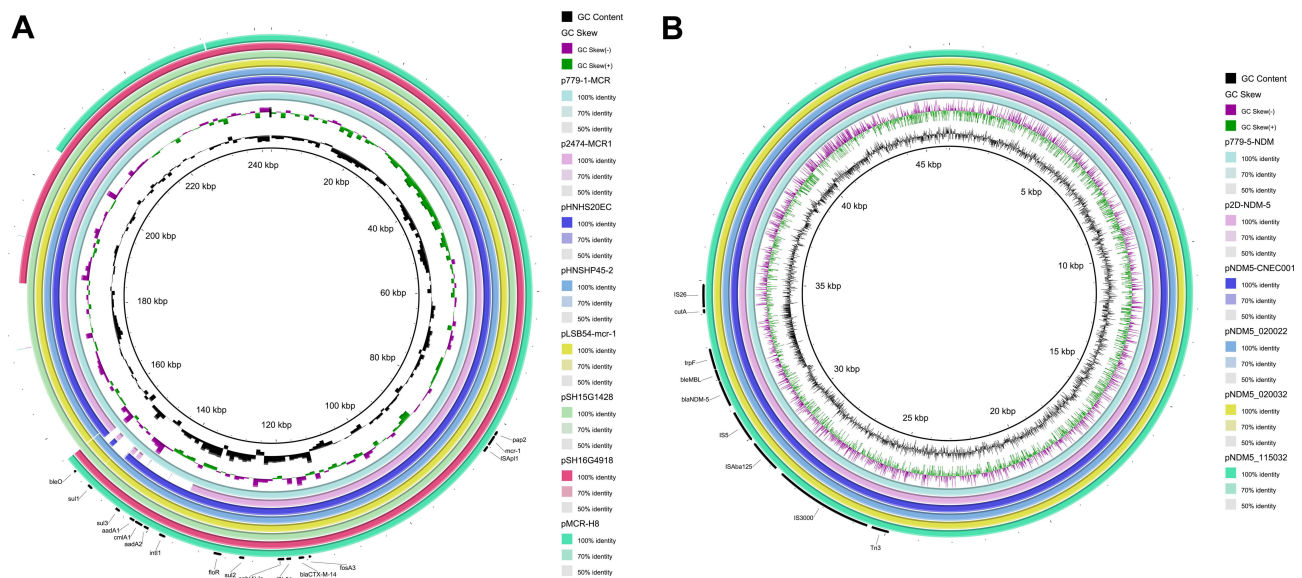 A
240 kbp
20 kbp
40 kbp
60 kbp
80 kbp
100 kbp
120 kbp
140 kbp
160 kbp
180 kbp
200 kbp
220 kbp
pap2
mcr-1
ISApl1
fosA3
blaCTX-M-14
sul2
floR
intI1
aadA2
cmlA1
aadA1
sul3
sul1
bleO
GC Content
GC Skew
GC Skew(-)
GC Skew(+)
p779-1-MCR
100% identity
70% identity
50% identity
p2474-MCR1
100% identity
70% identity
50% identity
pHNHS20EC
100% identity
70% identity
50% identity
pHNSHP45-2
100% identity
70% identity
50% identity
pLSB54-mcr-1
100% identity
70% identity
50% identity
pSH15G1428
100% identity
70% identity
50% identity
pSH16G4918
100% identity
70% identity
50% identity
pMCR-H8
100% identity
70% identity
50% identity
B
45 kbp
5 kbp
10 kbp
15 kbp
20 kbp
25 kbp
30 kbp
35 kbp
40 kbp
IS26
cutA
trpF
bleMBL
blaNDM-5
IS5
ISAba125
IS3000
Tn3
GC Content
GC Skew
GC Skew(-)
GC Skew(+)
p779-5-NDM
100% identity
70% identity
50% identity
p2D-NDM-5
100% identity
70% identity
50% identity
pNDM5-CNEC001
100% identity
70% identity
50% identity
pNDM5_020022
100% identity
70% identity
50% identity
pNDM5_020032
100% identity
70% identity
50% identity
pNDM5_115032
100% identity
70% identity
50% identity